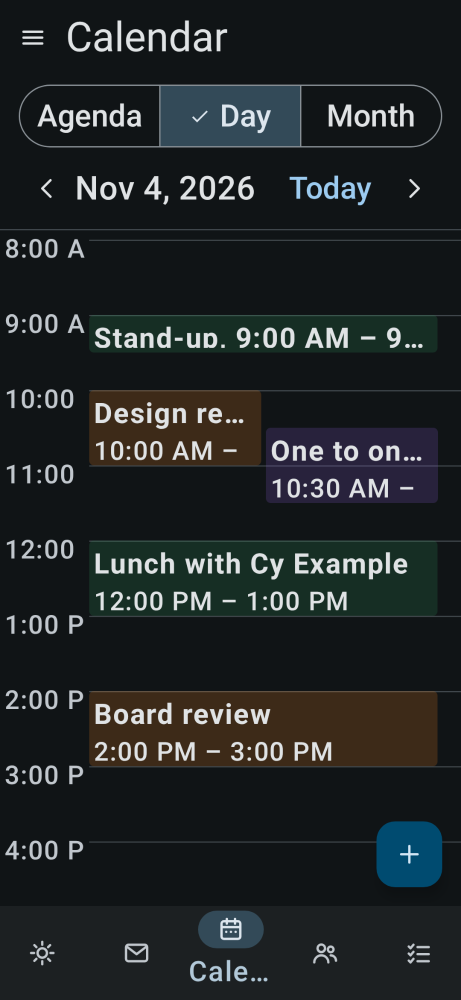 Calendar
Agenda
Day
Month
Nov 4, 2026
Today
8:00 A
9:00 A
Stand-up, 9:00 AM – 9…
10:00
Design re…
10:00 AM –
One to on…
11:00
10:30 AM –
12:00
Lunch with Cy Example
12:00 PM – 1:00 PM
1:00 P
2:00 P
Board review
2:00 PM – 3:00 PM
3:00 P
4:00 P
Cale…